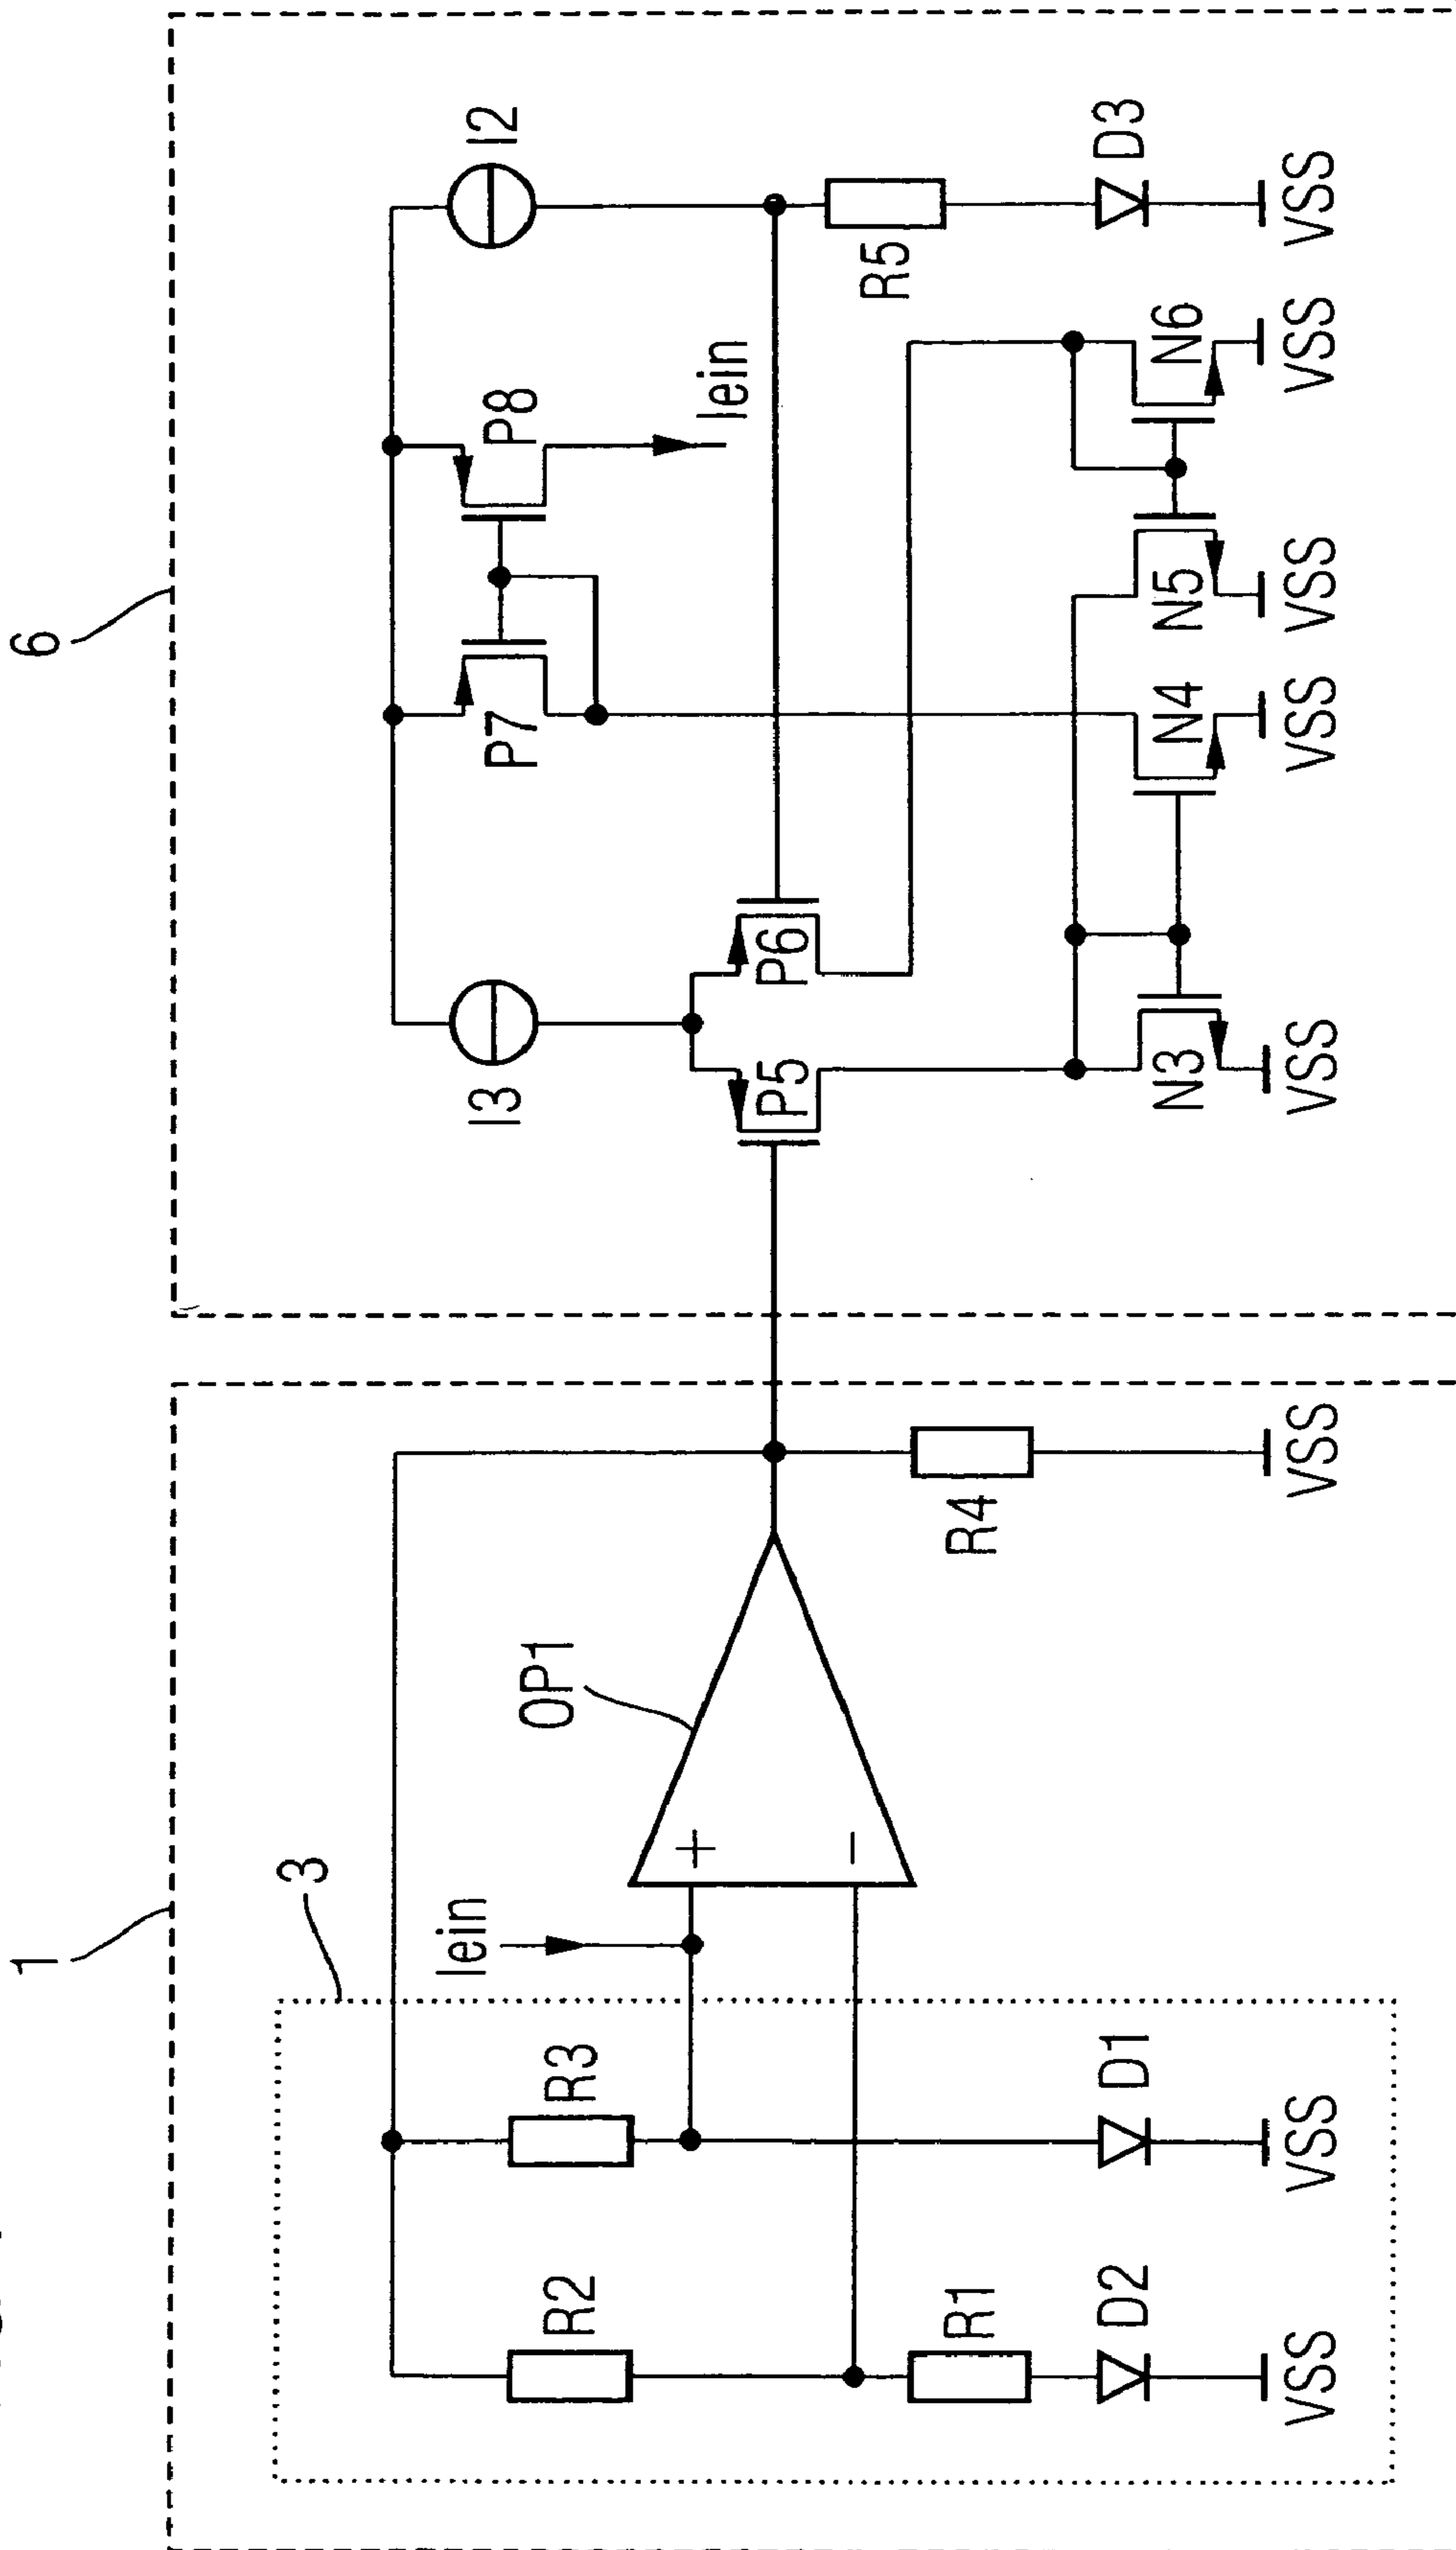 1
6
3
Iein
I3
P7
P8
I2
OP1
R2
R3
Iein
P5
P6
R5
R1
R4
D2
D1
D3
N3
N4
N5
N6
+
−
VSS
VSS
VSS
VSS
VSS
VSS
VSS
VSS